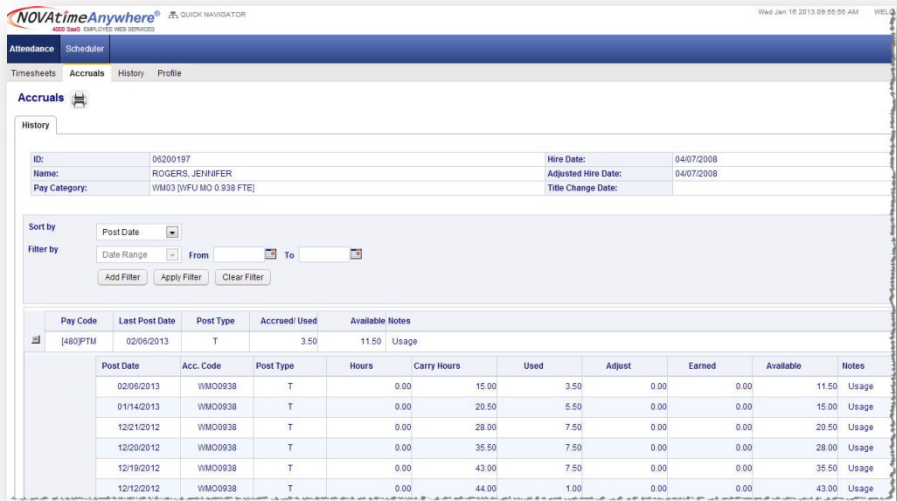 NOVAtimeAnywhere® QUICK NAVIGATOR Wed Jan 16 2013 09:55:55 AM
4000 SaaS EMPLOYEE WEB SERVICES
Attendance Scheduler
Timesheets Accruals History Profile
Accruals
History
ID: 06200197 Hire Date: 04/07/2008
Name: ROGERS, JENNIFER Adjusted Hire Date: 04/07/2008
Pay Category: WM03 [WFU MO 0.938 FTE] Title Change Date:
Sort by Post Date
Filter by Date Range From To
Add Filter Apply Filter Clear Filter
Pay Code Last Post Date Post Type Accrued/ Used Available Notes
[480]PTM 02/06/2013 T 3.50 11.50 Usage
Post Date Acc. Code Post Type Hours Carry Hours Used Adjust Earned Available Notes
02/06/2013 WMO0938 T 0.00 15.00 3.50 0.00 0.00 11.50 Usage
01/14/2013 WMO0938 T 0.00 20.50 5.50 0.00 0.00 15.00 Usage
12/21/2012 WMO0938 T 0.00 28.00 7.50 0.00 0.00 20.50 Usage
12/20/2012 WMO0938 T 0.00 35.50 7.50 0.00 0.00 28.00 Usage
12/19/2012 WMO0938 T 0.00 43.00 7.50 0.00 0.00 35.50 Usage
12/12/2012 WMO0938 T 0.00 44.00 1.00 0.00 0.00 43.00 Usage